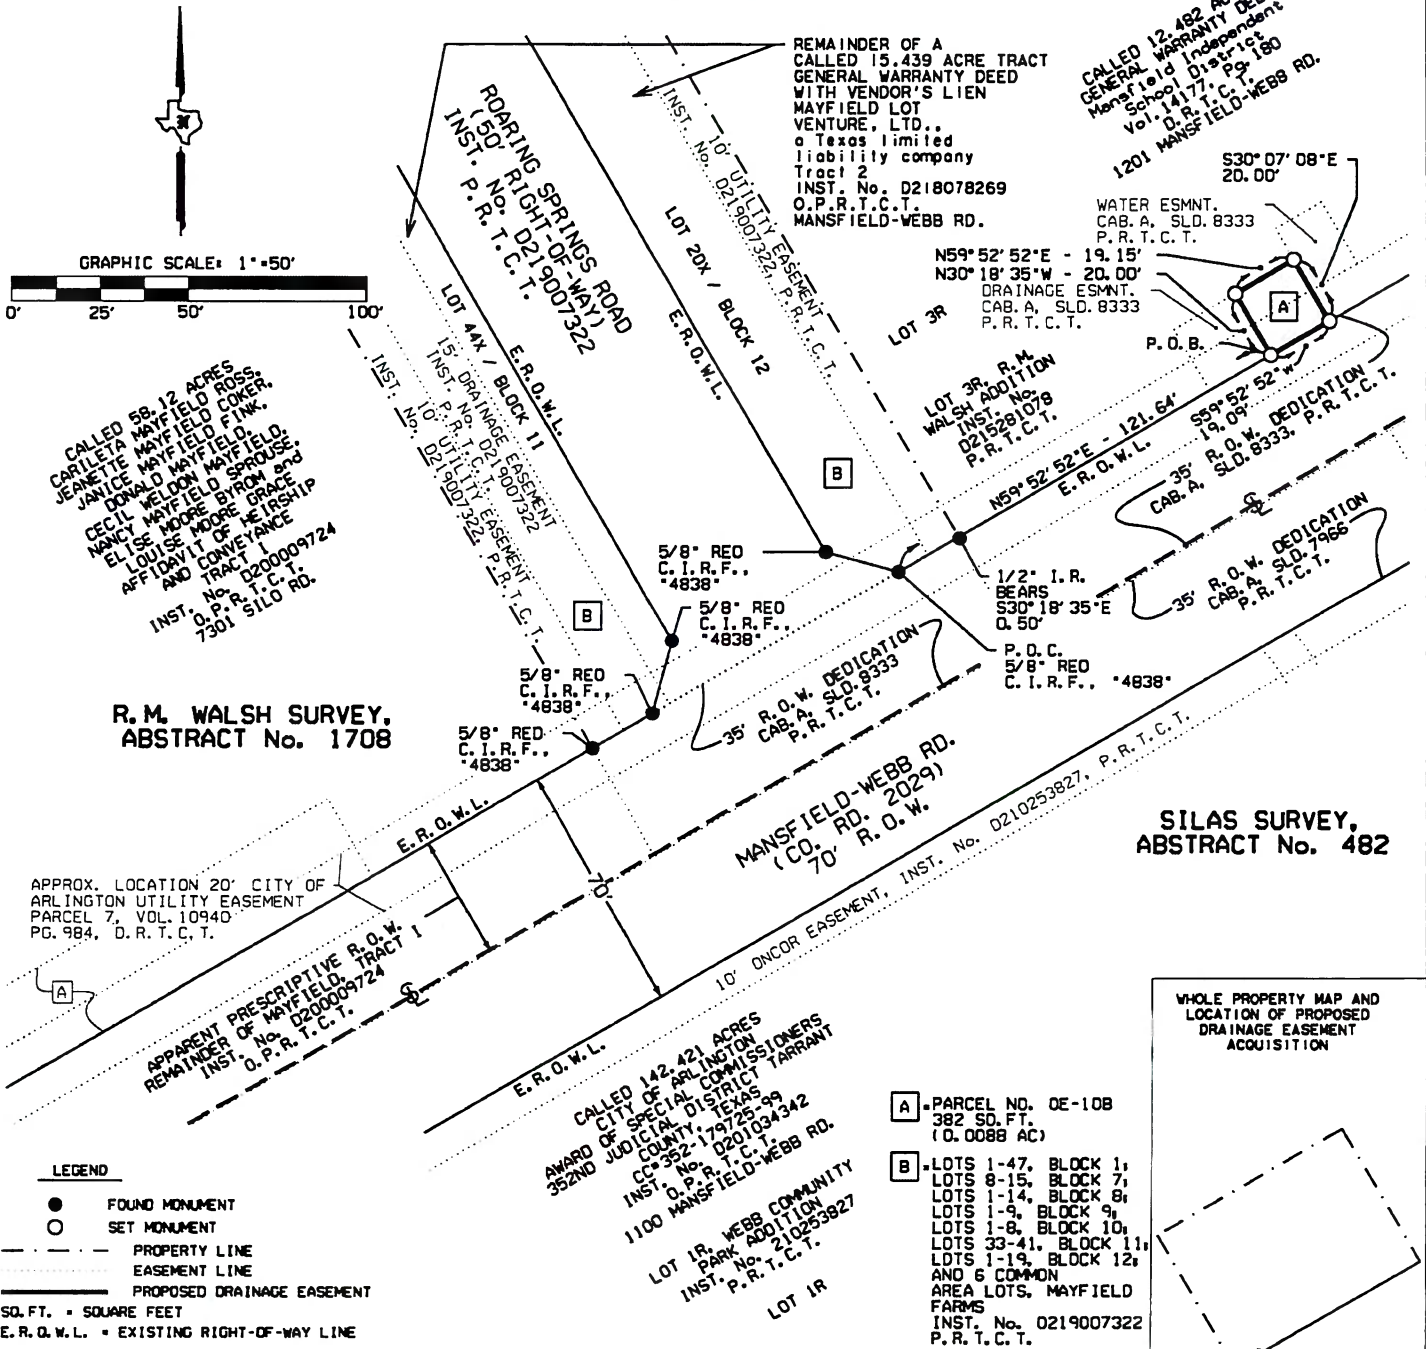 CALLED 12.482
GENERAL WARRANTY
Mansfield Independent
School District
Vol. 14177, Pg. 180
D.R.T.C.T.
1201 MANSFIELD-WEBB RD.
REMAINDER OF A
CALLED 15.439 ACRE TRACT
GENERAL WARRANTY DEED
WITH VENDOR'S LIEN
MAYFIELD LOT
VENTURE, LTD.,
a Texas limited
liability company
Tract 2
INST. No. D218078269
O.P.R.T.C.T.
MANSFIELD-WEBB RD.
ROARING SPRINGS ROAD
(50' RIGHT-OF-WAY)
INST. No. D219007322
P.R.T.C.T.
10' UTILITY EASEMENT
INST. No. D219007322, P.R.T.C.T.
LOT 20X / BLOCK 12
E.R.O.W.L.
S30°07'08"E
20.00'
WATER ESMNT.
CAB. A, SLD. 8333
P.R.T.C.T.
N59°52'52"E - 19.15'
N30°18'35"W - 20.00'
DRAINAGE ESMNT.
CAB. A, SLD. 8333
P.R.T.C.T.
A
P.O.B.
GRAPHIC SCALE: 1"=50'
0' 25' 50' 100'
LOT 44X / BLOCK 11
E.R.O.W.L.
15' DRAINAGE EASEMENT
INST. No. D219007322
P.R.T.C.T.
10' UTILITY EASEMENT
INST. No. D219007322, P.R.T.C.T.
LOT 3R
LOT 3R, R.M.
WALSH ADDITION
INST. No.
D215281078
P.R.T.C.T.
N59°52'52"E - 121.64'
E.R.O.W.L.
S59°52'52"W
19.09'
35' R.O.W. DEDICATION
CAB. A, SLD. 8333, P.R.T.C.T.
35' R.O.W. DEDICATION
CAB. A, SLD. 7966
P.R.T.C.T.
CALLED 58.12 ACRES
CARILETA MAYFIELD ROSS,
JEANETTE MAYFIELD COKER,
JANICE MAYFIELD FINK,
DONALD MAYFIELD,
CECIL WELDON MAYFIELD,
NANCY MAYFIELD SPROUSE,
ELISE MOORE BYROM and
LOUISE MOORE GRACE
AFFIDAVIT OF HEIRSHIP
AND CONVEYANCE
TRACT I
INST. No. D200009724
O.P.R.T.C.T.
7301 SILO RD.
B
B
5/8" RED
C.I.R.F.,
"4838"
5/8" RED
C.I.R.F.,
"4838"
1/2" I.R.
BEARS
S30°18'35"E
0.50'
P.O.C.
5/8" RED
C.I.R.F., "4838"
5/8" RED
C.I.R.F.,
"4838"
5/8" RED
C.I.R.F.,
"4838"
35' R.O.W. DEDICATION
CAB. A, SLD. 8333
P.R.T.C.T.
R.M. WALSH SURVEY,
ABSTRACT No. 1708
MANSFIELD-WEBB RD.
(CO. RD. 2029)
70' R.O.W.
SILAS SURVEY,
ABSTRACT No. 482
E.R.O.W.L.
70'
10' ONCOR EASEMENT, INST. No. D210253827, P.R.T.C.T.
APPROX. LOCATION 20' CITY OF
ARLINGTON UTILITY EASEMENT
PARCEL 7, VOL. 10940
PG. 984, D.R.T.C.T.
A
APPARENT PRESCRIPTIVE R.O.W.
REMAINDER OF MAYFIELD, TRACT I
INST. No. D200009724
O.P.R.T.C.T.
E.R.O.W.L.
CALLED 142.421 ACRES
CITY OF ARLINGTON
AWARD OF SPECIAL COMMISSIONERS
352ND JUDICIAL DISTRICT TARRANT
COUNTY, TEXAS
CC#352-179725-99
INST. No. D201034342
O.P.R.T.C.T.
1100 MANSFIELD-WEBB RD.
LOT 1R, WEBB COMMUNITY
PARK ADDITION
INST. No. 210253827
P.R.T.C.T.
LOT 1R
WHOLE PROPERTY MAP AND
LOCATION OF PROPOSED
DRAINAGE EASEMENT
ACQUISITION
A = PARCEL NO. DE-10B
382 SQ.FT.
(0.0088 AC)
B = LOTS 1-47, BLOCK 1;
LOTS 8-15, BLOCK 7;
LOTS 1-14, BLOCK 8;
LOTS 1-9, BLOCK 9;
LOTS 1-8, BLOCK 10;
LOTS 33-41, BLOCK 11;
LOTS 1-19, BLOCK 12;
AND 6 COMMON
AREA LOTS, MAYFIELD
FARMS
INST. No. D219007322
P.R.T.C.T.
LEGEND
FOUND MONUMENT
SET MONUMENT
PROPERTY LINE
EASEMENT LINE
PROPOSED DRAINAGE EASEMENT
SQ.FT. = SQUARE FEET
E.R.O.W.L. = EXISTING RIGHT-OF-WAY LINE